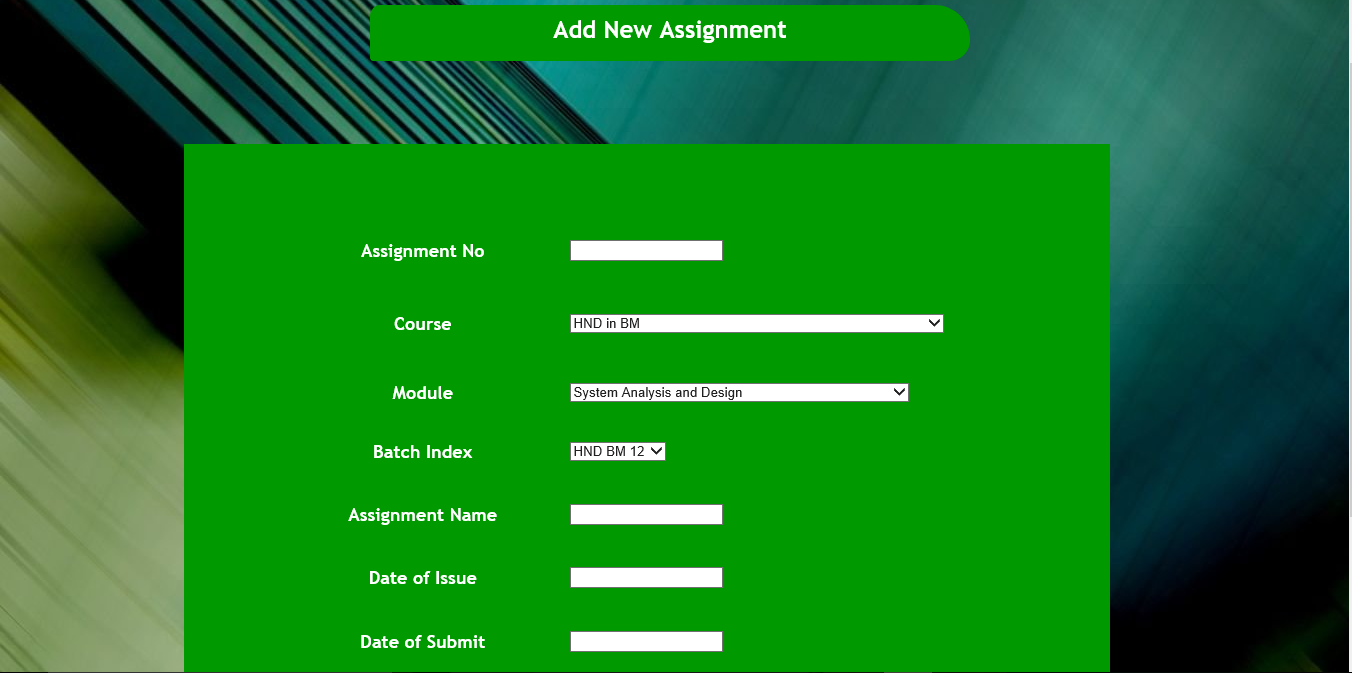 Add New Assignment
Assignment No
Course HND in BM
Module System Analysis and Design
Batch Index HND BM 12
Assignment Name
Date of Issue
Date of Submit